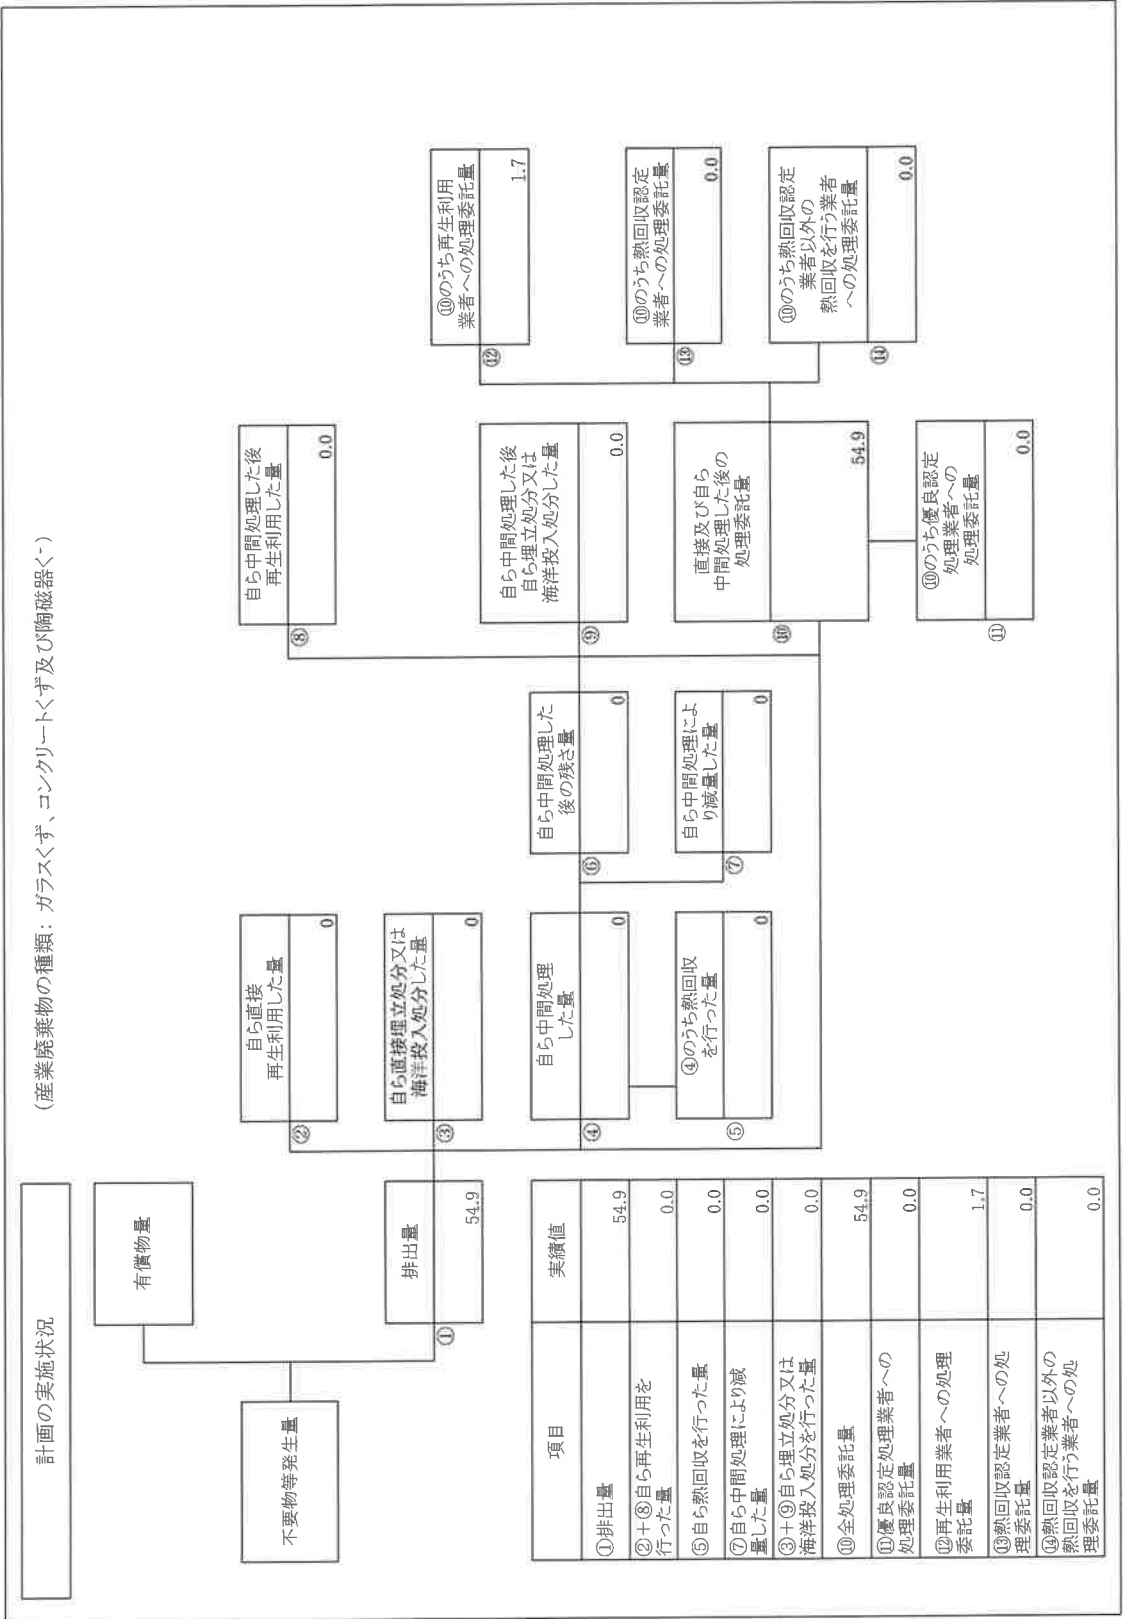 計画の実施状況
(産業廃棄物の種類: ガラスくず、コンクリートくず及び陶磁器く
不要物等発生量
有償物量
①
排出量
54.9
②
自ら直接
再生利用した量
0
③
自ら直接埋立処分又は
海洋投入処分した量
0
④
自ら中間処理
した量
0
⑤
④のうち熱回収
を行った量
0
⑥
自ら中間処理した
後の残さ量
0
⑦
自ら中間処理によ
り減量した量
0
⑧
自ら中間処理した後
再生利用した量
0.0
⑨
自ら中間処理した後
自ら埋立処分又は
海洋投入処分した量
0.0
⑩
直接及び自ら
中間処理した後の
処理委託量
54.9
⑪
⑩のうち優良認定
処理業者への
処理委託量
0.0
⑫
⑩のうち再生利用
業者への処理委託量
1.7
⑬
⑩のうち熱回収認定
業者への処理委託量
0.0
⑭
⑩のうち熱回収認定
業者以外の
熱回収を行う業者
への処理委託量
0.0
項目 実績値
①排出量 54.9
②+⑧自ら再生利用を
行った量 0.0
⑤自ら熱回収を行った量 0.0
⑦自ら中間処理により減
量した量 0.0
③+⑨自ら埋立処分又は
海洋投入処分を行った量 0.0
⑩全処理委託量 54.9
⑪優良認定処理業者への
処理委託量 0.0
⑫再生利用業者への処理
委託量 1.7
⑬熱回収認定業者への処
理委託量 0.0
⑭熱回収認定業者以外の
熱回収を行う業者への処
理委託量 0.0